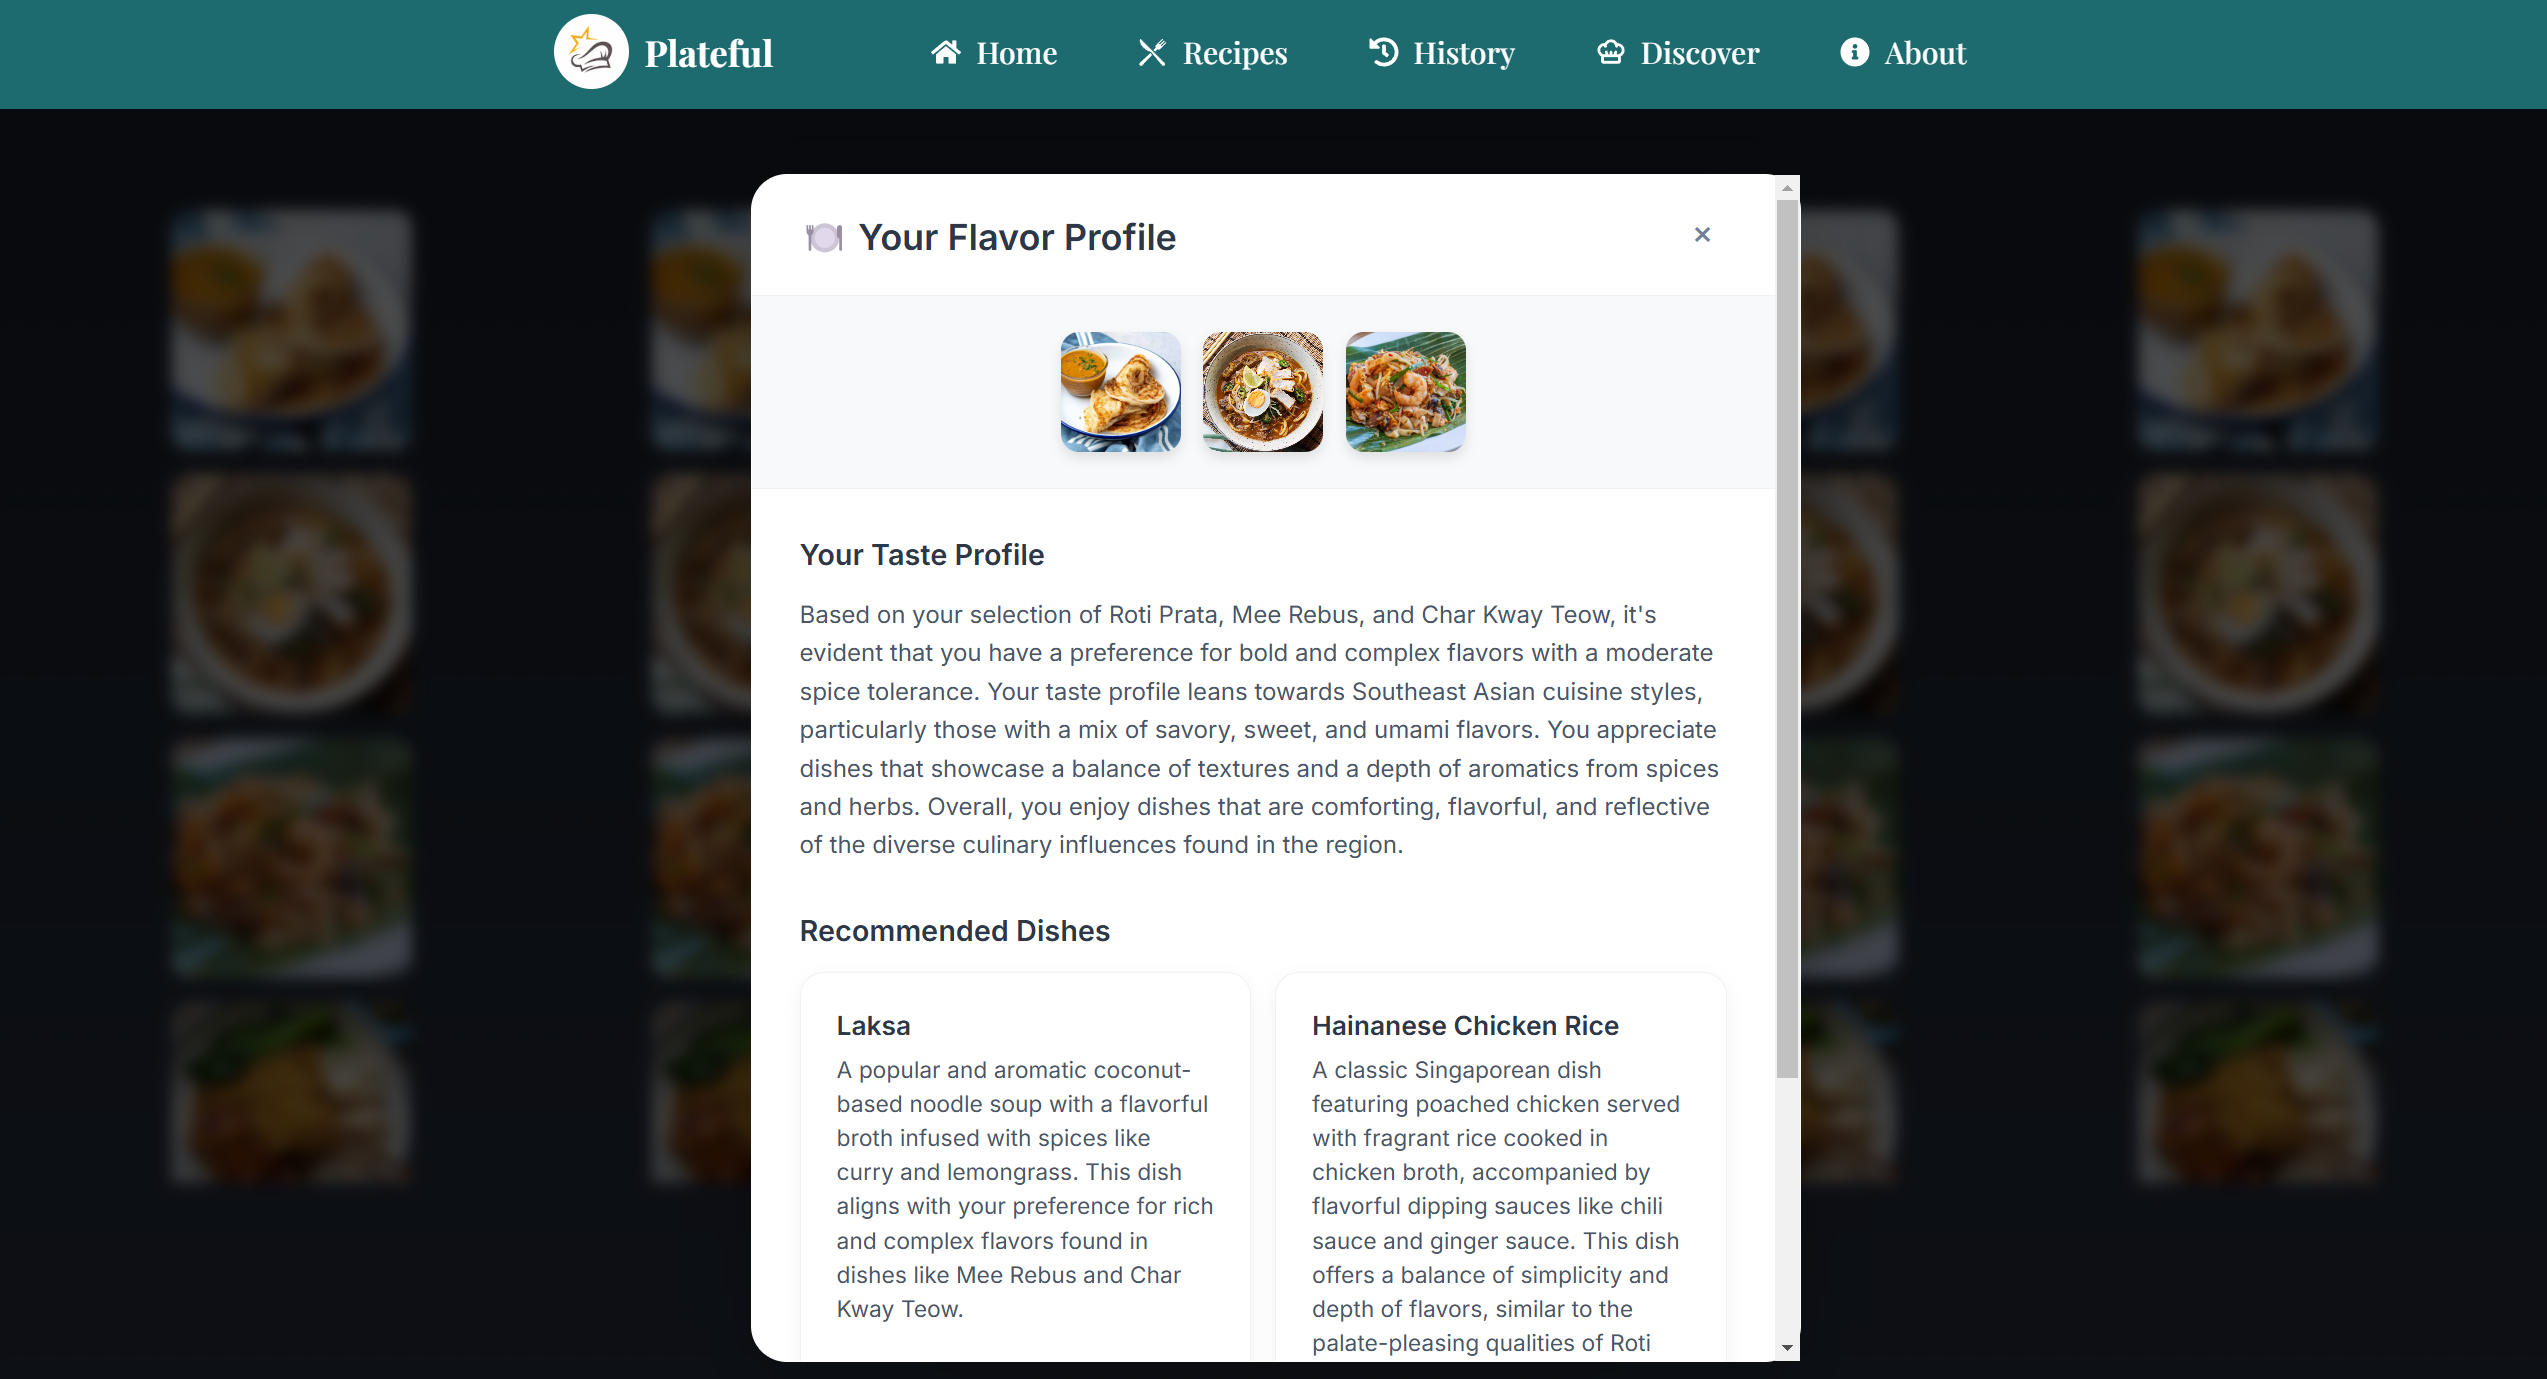 Plateful
Home
Recipes
History
Discover
About
Your Flavor Profile
Your Taste Profile
Based on your selection of Roti Prata, Mee Rebus, and Char Kway Teow, it's
evident that you have a preference for bold and complex flavors with a moderate
spice tolerance. Your taste profile leans towards Southeast Asian cuisine styles,
particularly those with a mix of savory, sweet, and umami flavors. You appreciate
dishes that showcase a balance of textures and a depth of aromatics from spices
and herbs. Overall, you enjoy dishes that are comforting, flavorful, and reflective
of the diverse culinary influences found in the region.
Recommended Dishes
Laksa
A popular and aromatic coconut-
based noodle soup with a flavorful
broth infused with spices like
curry and lemongrass. This dish
aligns with your preference for rich
and complex flavors found in
dishes like Mee Rebus and Char
Kway Teow.
Hainanese Chicken Rice
A classic Singaporean dish
featuring poached chicken served
with fragrant rice cooked in
chicken broth, accompanied by
flavorful dipping sauces like chili
sauce and ginger sauce. This dish
offers a balance of simplicity and
depth of flavors, similar to the
palate-pleasing qualities of Roti